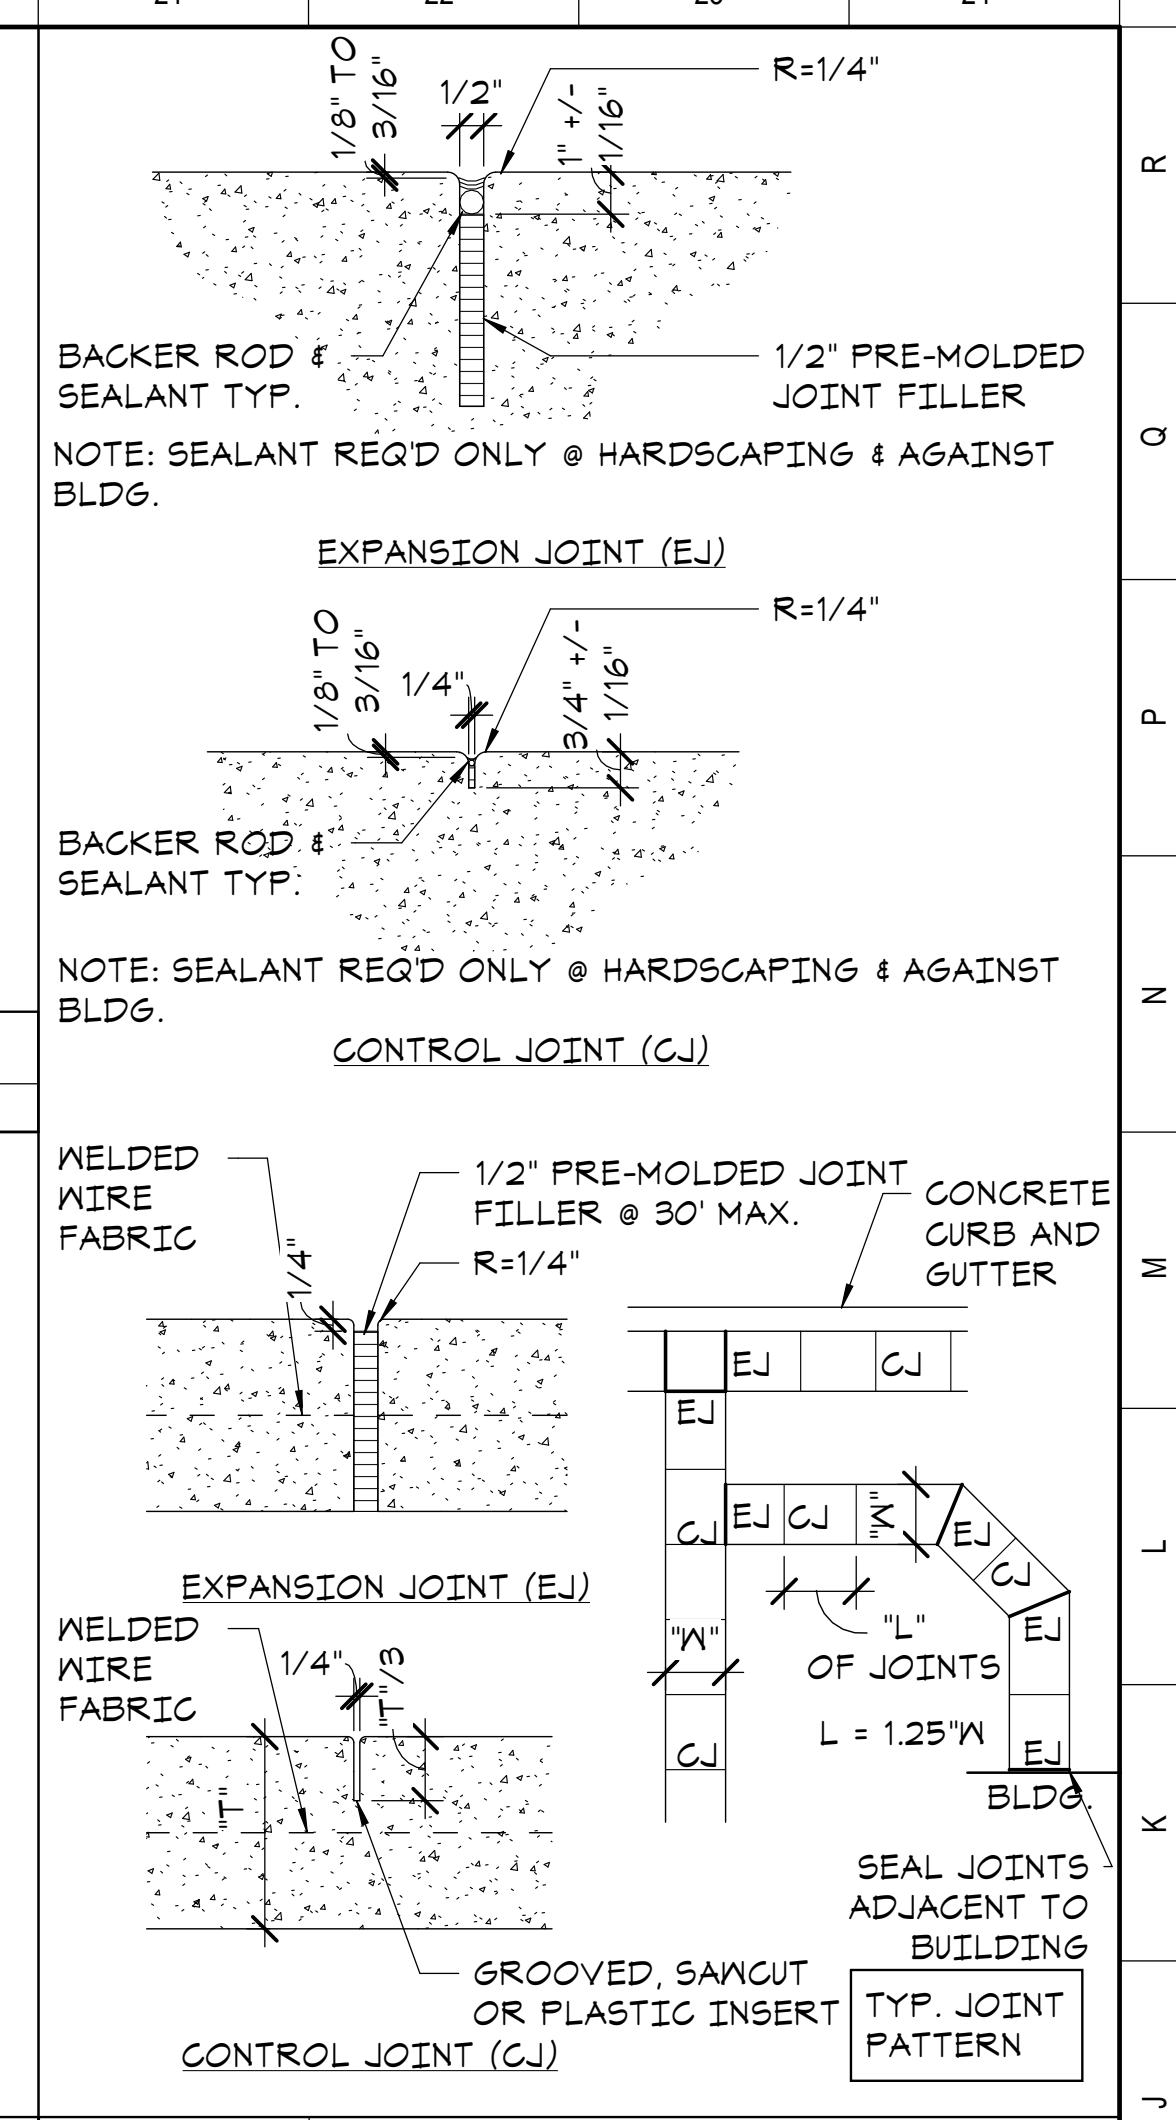 R=1/4"
1/8" TO
3/16"
1/2"
1" +/-
1/16"
BACKER ROD &
SEALANT TYP.
1/2" PRE-MOLDED
JOINT FILLER
NOTE: SEALANT REQ'D ONLY @ HARDSCAPING & AGAINST
BLDG.
EXPANSION JOINT (EJ)
R=1/4"
1/8" TO
3/16"
1/4"
3/4" +/-
1/16"
BACKER ROD &
SEALANT TYP.
NOTE: SEALANT REQ'D ONLY @ HARDSCAPING & AGAINST
BLDG.
CONTROL JOINT (CJ)
WELDED
WIRE
FABRIC
1/4"
1/2" PRE-MOLDED JOINT
FILLER @ 30' MAX.
R=1/4"
EXPANSION JOINT (EJ)
WELDED
WIRE
FABRIC
1/4"
"T"/3
"T"
GROOVED, SAWCUT
OR PLASTIC INSERT
CONTROL JOINT (CJ)
CONCRETE
CURB AND
GUTTER
EJ
CJ
EJ
CJ
EJ
CJ
"W"
EJ
CJ
EJ
"L"
OF JOINTS
"W"
L = 1.25"W
CJ
EJ
BLDG.
SEAL JOINTS
ADJACENT TO
BUILDING
TYP. JOINT
PATTERN
R
Q
P
N
M
L
K
J